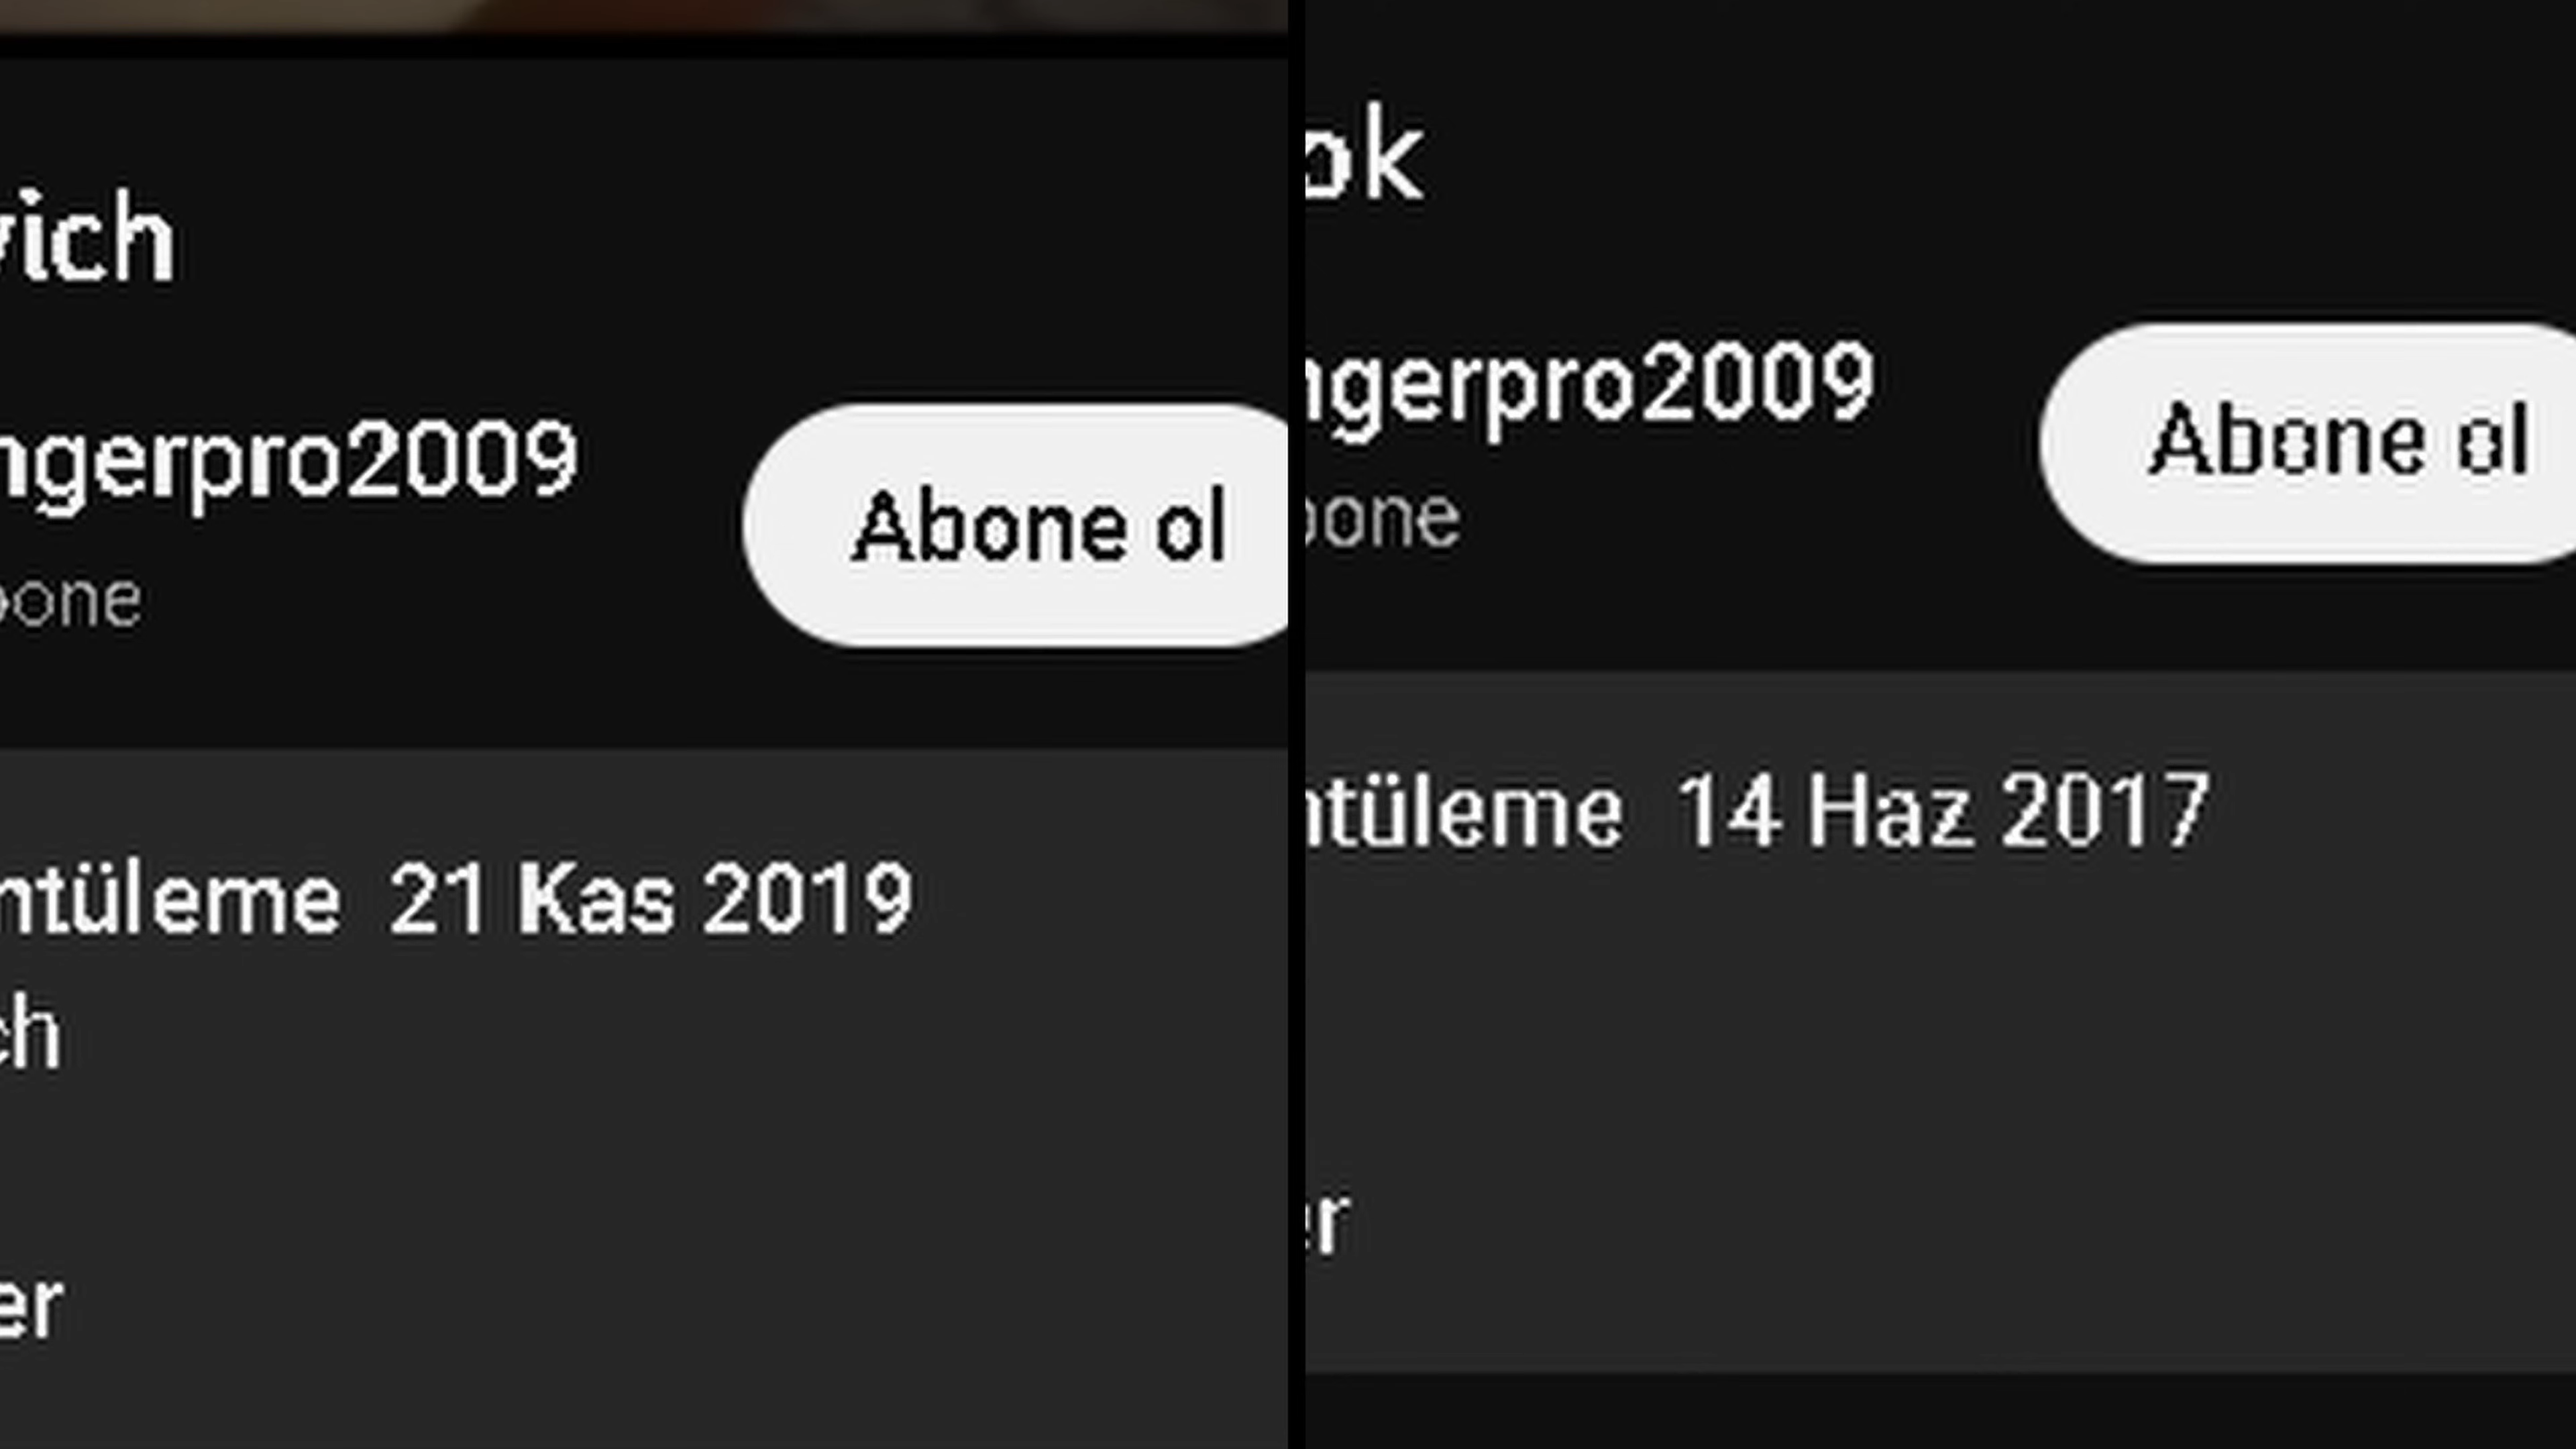 vich
ngerpro2009
Abone ol
bone
ntüleme 21 Kas 2019
ch
er
ok
ngerpro2009
Abone ol
bone
ntüleme 14 Haz 2017
er